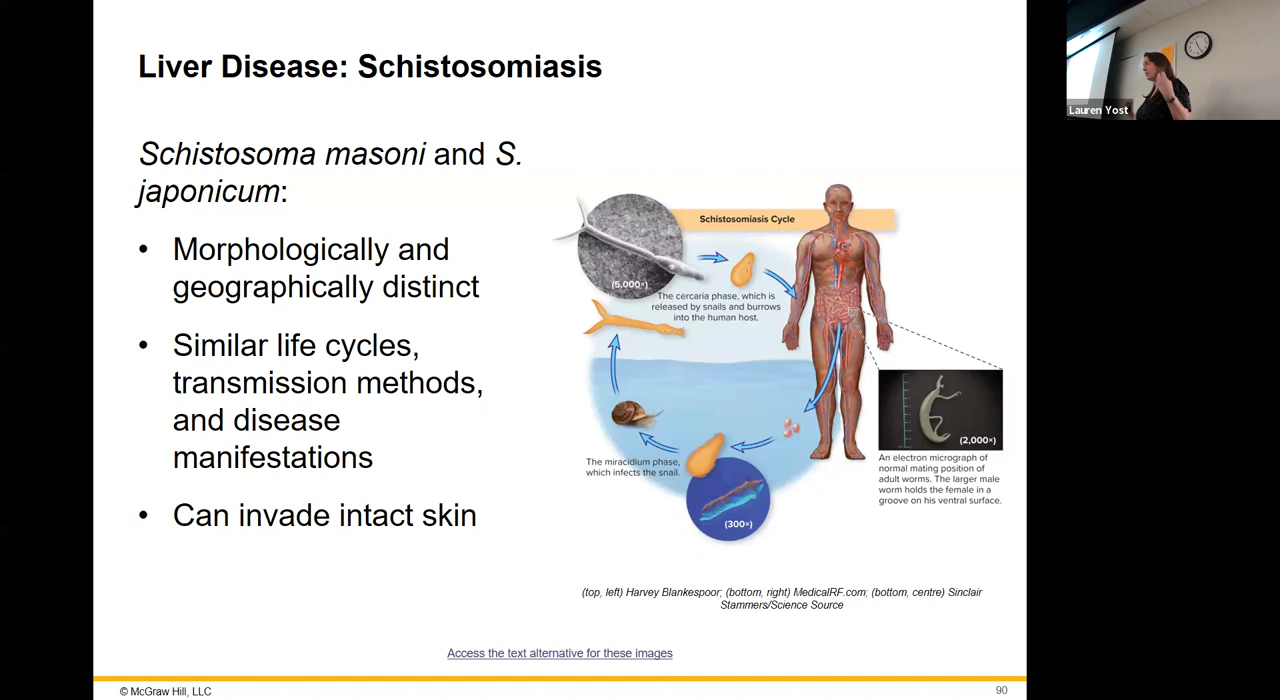 Liver Disease: Schistosomiasis
Schistosoma masoni and S.
japonicum:
• Morphologically and
geographically distinct
• Similar life cycles,
transmission methods,
and disease
manifestations
• Can invade intact skin
Schistosomiasis Cycle
(5,000×)
The cercaria phase, which is
released by snails and burrows
into the human host.
The miracidium phase,
which infects the snail.
(300×)
(2,000×)
An electron micrograph of
normal mating position of
adult worms. The larger male
worm holds the female in a
groove on his ventral surface.
(top, left) Harvey Blankespoor; (bottom, right) MedicalRF.com; (bottom, centre) Sinclair
Stammers/Science Source
Access the text alternative for these images
© McGraw Hill, LLC
90
Lauren Yost